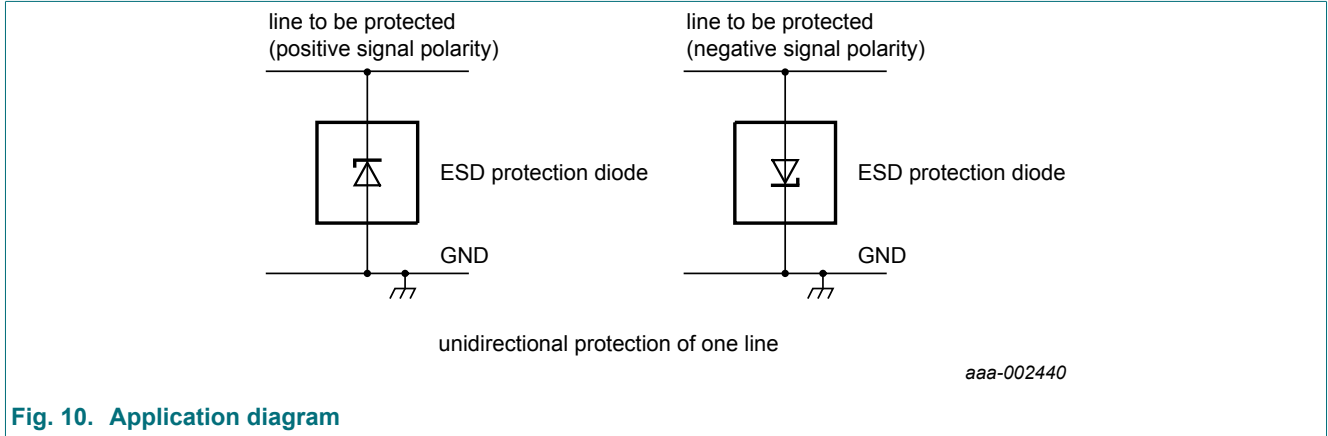 line to be protected
(positive signal polarity)
line to be protected
(negative signal polarity)
ESD protection diode
ESD protection diode
GND
GND
unidirectional protection of one line
aaa-002440
Fig. 10. Application diagram